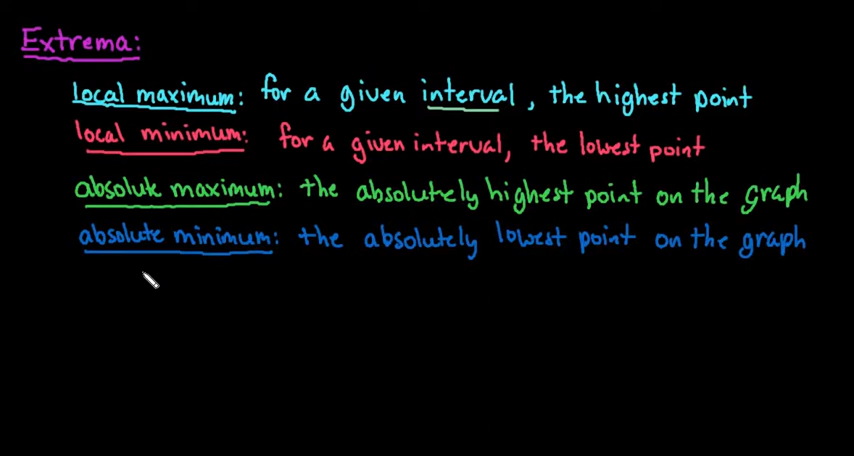 Extrema:
local maximum: for a given interval, the highest point
local minimum: for a given interval, the lowest point
absolute maximum: the absolutely highest point on the graph
absolute minimum: the absolutely lowest point on the graph